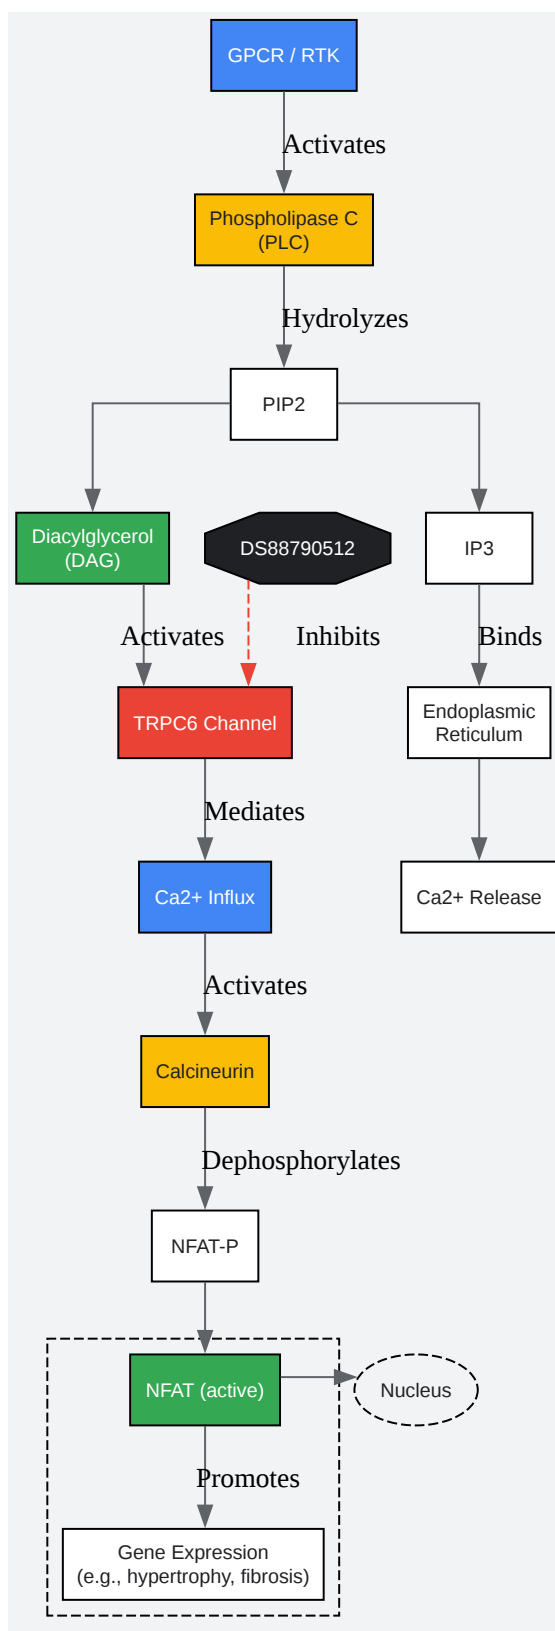 GPCR / RTK
Activates
Phospholipase C
(PLC)
Hydrolyzes
PIP2
Diacylglycerol
(DAG)
DS88790512
IP3
Activates
Inhibits
Binds
TRPC6 Channel
Endoplasmic
Reticulum
Mediates
Ca2+ Influx
Ca2+ Release
Activates
Calcineurin
Dephosphorylates
NFAT-P
NFAT (active)
Nucleus
Promotes
Gene Expression
(e.g., hypertrophy, fibrosis)